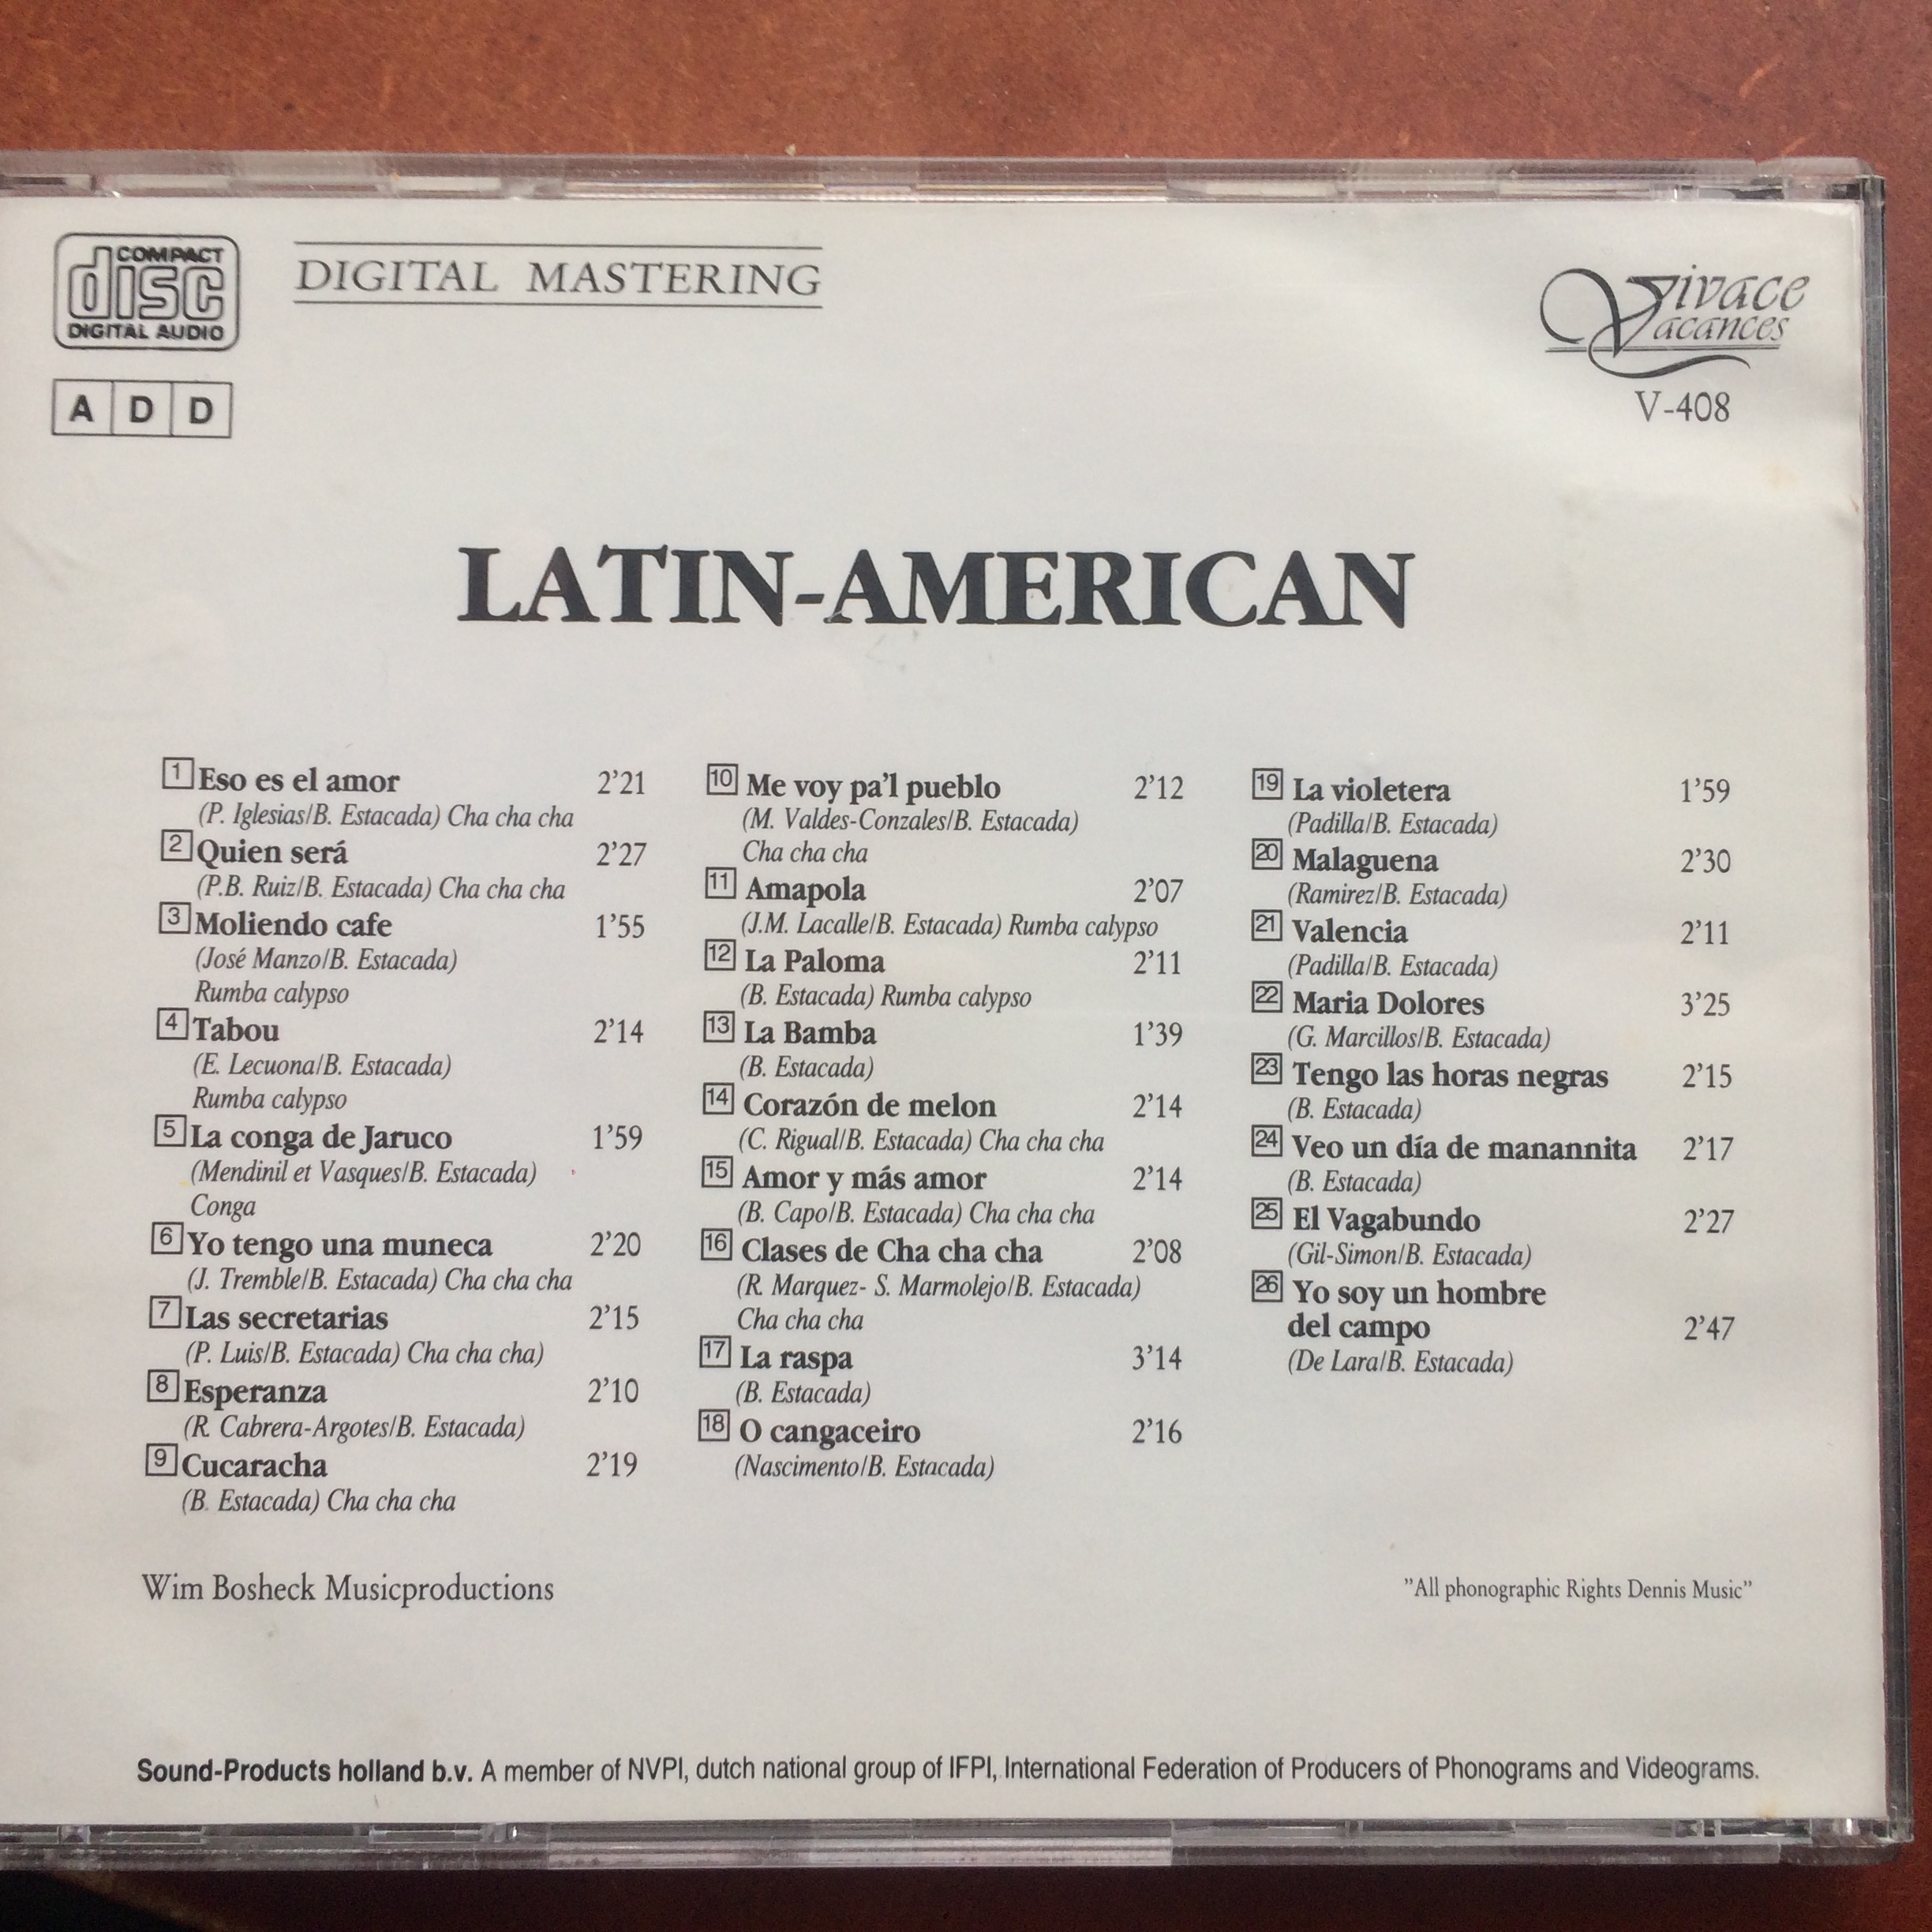 COMPACT
disc
DIGITAL AUDIO
DIGITAL MASTERING
Vivace
Vacances
V-408
A D D
LATIN-AMERICAN
1 Eso es el amor 2'21
(P. Iglesias/B. Estacada) Cha cha cha
2 Quien será 2'27
(P.B. Ruiz/B. Estacada) Cha cha cha
3 Moliendo cafe 1'55
(José Manzo/B. Estacada)
Rumba calypso
4 Tabou 2'14
(E. Lecuona/B. Estacada)
Rumba calypso
5 La conga de Jaruco 1'59
(Mendinil et Vasques/B. Estacada)
Conga
6 Yo tengo una muneca 2'20
(J. Tremble/B. Estacada) Cha cha cha
7 Las secretarias 2'15
(P. Luis/B. Estacada) Cha cha cha)
8 Esperanza 2'10
(R. Cabrera-Argotes/B. Estacada)
9 Cucaracha 2'19
(B. Estacada) Cha cha cha
10 Me voy pa'l pueblo 2'12
(M. Valdes-Conzales/B. Estacada)
Cha cha cha
11 Amapola 2'07
(J.M. Lacalle/B. Estacada) Rumba calypso
12 La Paloma 2'11
(B. Estacada) Rumba calypso
13 La Bamba 1'39
(B. Estacada)
14 Corazón de melon 2'14
(C. Rigual/B. Estacada) Cha cha cha
15 Amor y más amor 2'14
(B. Capo/B. Estacada) Cha cha cha
16 Clases de Cha cha cha 2'08
(R. Marquez- S. Marmolejo/B. Estacada)
Cha cha cha
17 La raspa 3'14
(B. Estacada)
18 O cangaceiro 2'16
(Nascimento/B. Estacada)
19 La violetera 1'59
(Padilla/B. Estacada)
20 Malaguena 2'30
(Ramirez/B. Estacada)
21 Valencia 2'11
(Padilla/B. Estacada)
22 Maria Dolores 3'25
(G. Marcillos/B. Estacada)
23 Tengo las horas negras 2'15
(B. Estacada)
24 Veo un día de manannita 2'17
(B. Estacada)
25 El Vagabundo 2'27
(Gil-Simon/B. Estacada)
26 Yo soy un hombre
del campo 2'47
(De Lara/B. Estacada)
Wim Bosheck Musicproductions
"All phonographic Rights Dennis Music"
Sound-Products holland b.v. A member of NVPI, dutch national group of IFPI, International Federation of Producers of Phonograms and Videograms.